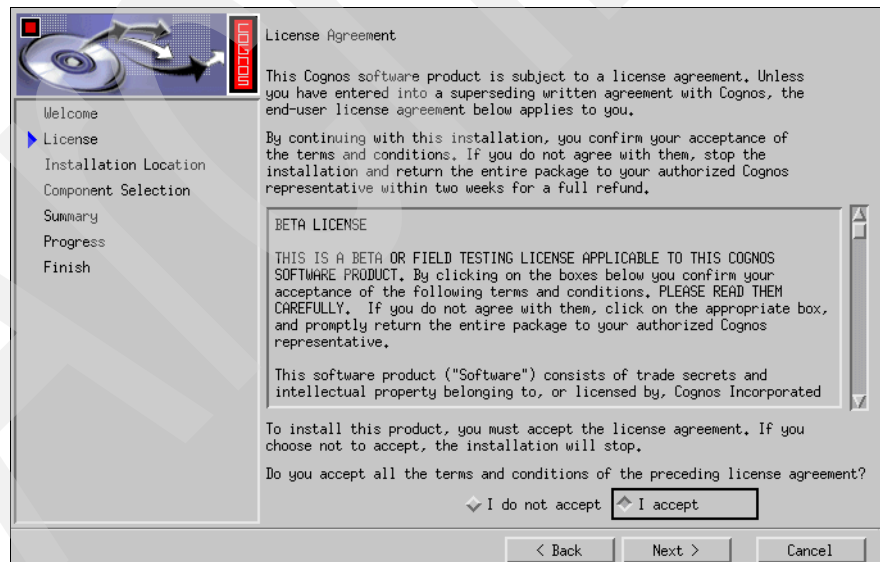 COGNOS
License Agreement
This Cognos software product is subject to a license agreement. Unless
you have entered into a superseding written agreement with Cognos, the
end-user license agreement below applies to you.
By continuing with this installation, you confirm your acceptance of
the terms and conditions. If you do not agree with them, stop the
installation and return the entire package to your authorized Cognos
representative within two weeks for a full refund.
Welcome
License
Installation Location
Component Selection
Summary
Progress
Finish
BETA LICENSE
THIS IS A BETA OR FIELD TESTING LICENSE APPLICABLE TO THIS COGNOS
SOFTWARE PRODUCT. By clicking on the boxes below you confirm your
acceptance of the following terms and conditions. PLEASE READ THEM
CAREFULLY.  If you do not agree with them, click on the appropriate box,
and promptly return the entire package to your authorized Cognos
representative.
This software product ("Software") consists of trade secrets and
intellectual property belonging to, or licensed by, Cognos Incorporated
To install this product, you must accept the license agreement. If you
choose not to accept, the installation will stop.
Do you accept all the terms and conditions of the preceding license agreement?
I do not accept I accept
< Back Next > Cancel